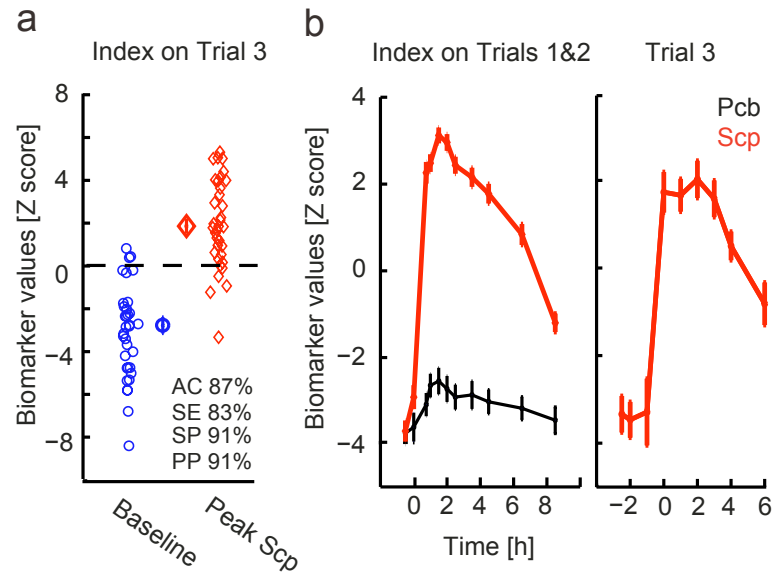 a
Index on Trial 3
Biomarker values [Z score]
8
4
0
−4
−8
AC 87%
SE 83%
SP 91%
PP 91%
Baseline
Peak Scp
b
Index on Trials 1&2
Trial 3
Biomarker values [Z score]
4
2
0
−2
−4
Pcb
Scp
0 2 4 6 8
−2 0 2 4 6
Time [h]